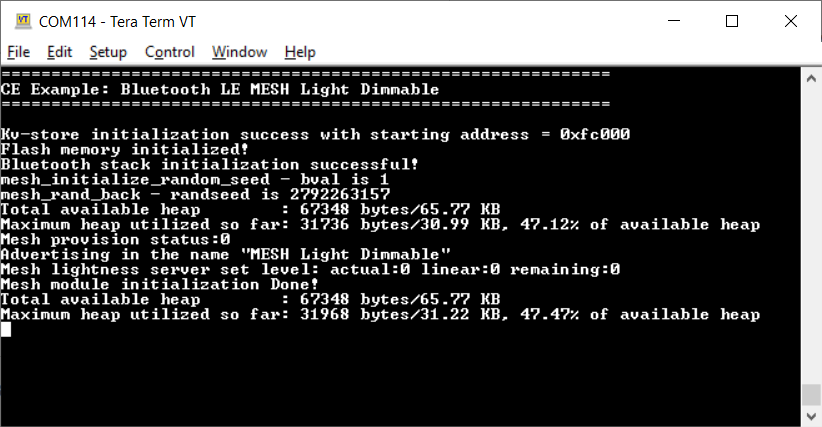 COM114 - Tera Term VT
File Edit Setup Control Window Help
=============================================================
CE Example: Bluetooth LE MESH Light Dimmable
=============================================================
Kv-store initialization success with starting address = 0xfc000
Flash memory initialized!
Bluetooth stack initialization successful!
mesh_initialize_random_seed - bval is 1
mesh_rand_back - randseed is 2792263157
Total available heap        : 67348 bytes/65.77 KB
Maximum heap utilized so far: 31736 bytes/30.99 KB, 47.12% of available heap
Mesh provision status:0
Advertising in the name "MESH Light Dimmable"
Mesh lightness server set level: actual:0 linear:0 remaining:0
Mesh module initialization Done!
Total available heap        : 67348 bytes/65.77 KB
Maximum heap utilized so far: 31968 bytes/31.22 KB, 47.47% of available heap